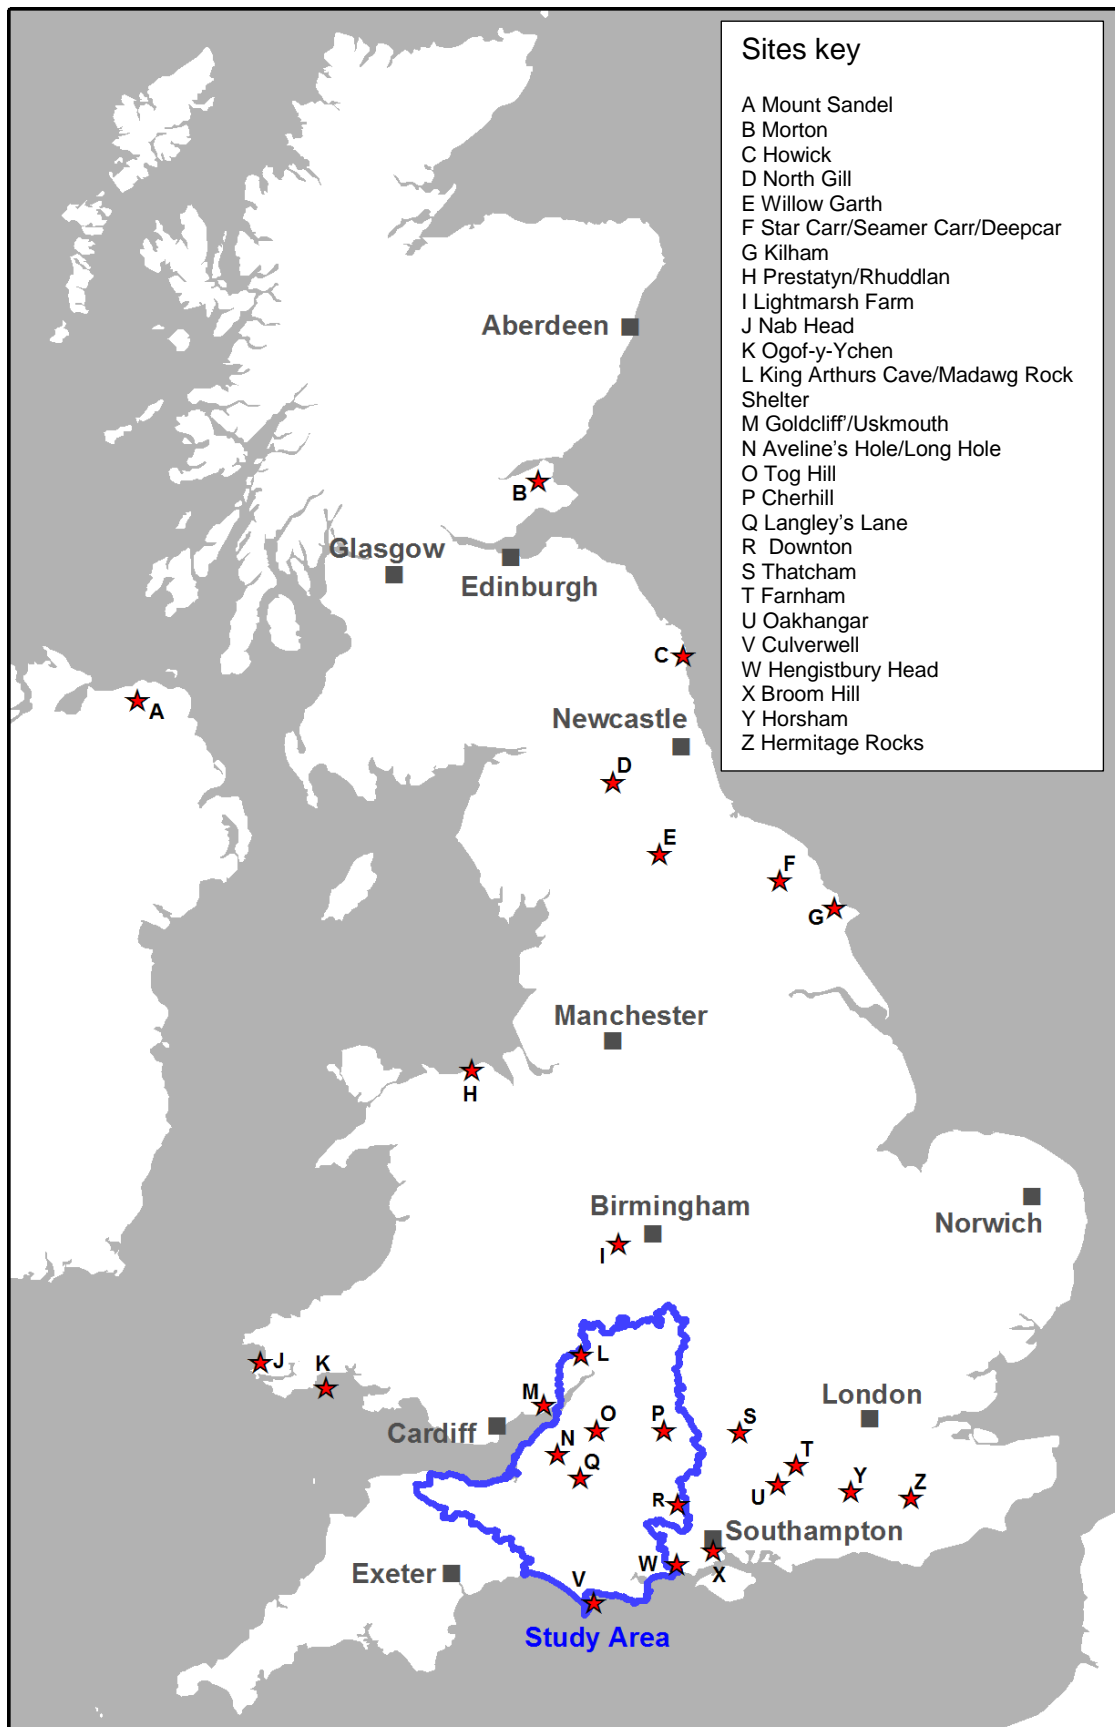 Sites key
A Mount Sandel
B Morton
C Howick
D North Gill
E Willow Garth
F Star Carr/Seamer Carr/Deepcar
G Kilham
H Prestatyn/Rhuddlan
I Lightmarsh Farm
J Nab Head
K Ogof-y-Ychen
L King Arthurs Cave/Madawg Rock
Shelter
M Goldcliff'/Uskmouth
N Aveline's Hole/Long Hole
O Tog Hill
P Cherhill
Q Langley's Lane
R Downton
S Thatcham
T Farnham
U Oakhangar
V Culverwell
W Hengistbury Head
X Broom Hill
Y Horsham
Z Hermitage Rocks
Aberdeen
B
Glasgow
Edinburgh
C
A
Newcastle
D
E
F
G
Manchester
H
Birmingham
Norwich
I
J
K
L
M
London
Cardiff
O
P
S
N
Q
T
U
Y
Z
R
Southampton
W
X
Exeter
V
Study Area